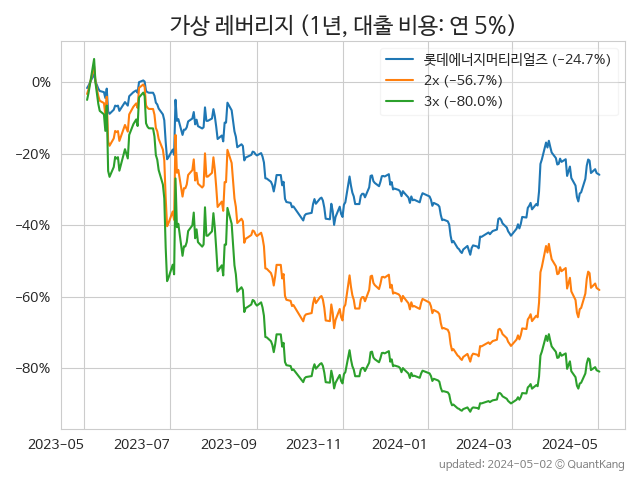 가상 레버리지 (1년, 대출 비용: 연 5%)
롯데에너지머티리얼즈 (−24.7%)
2x (−56.7%)
3x (−80.0%)
0%
−20%
−40%
−60%
−80%
2023-05 2023-07 2023-09 2023-11 2024-01 2024-03 2024-05
updated: 2024-05-02 © QuantKang